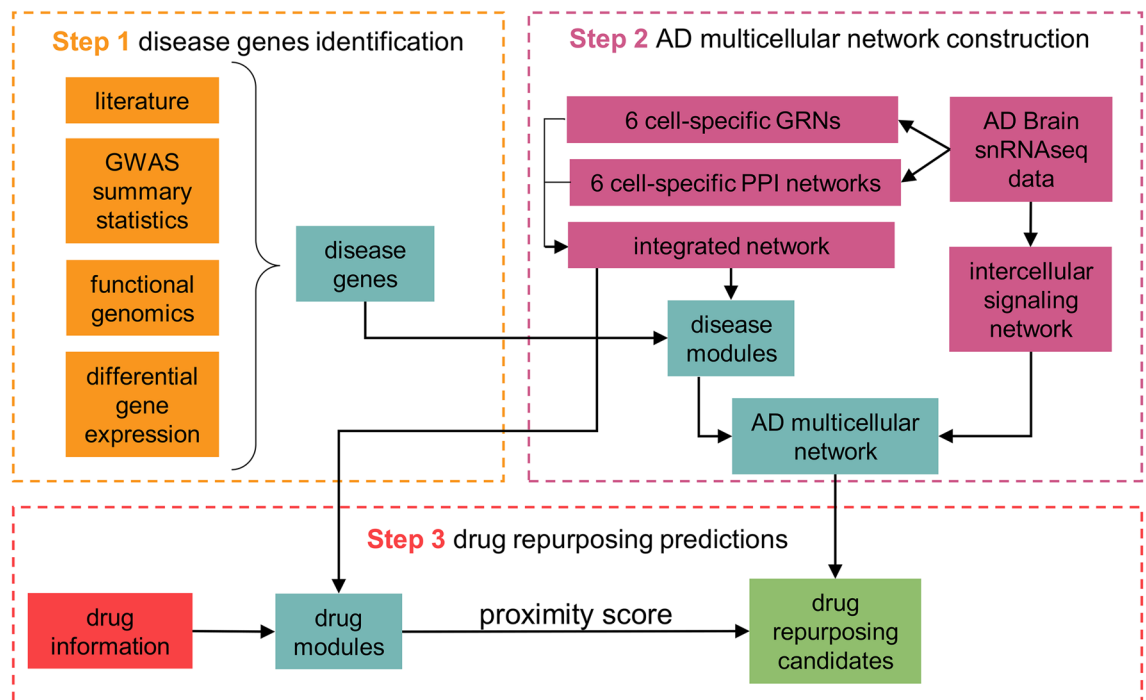 Step 1 disease genes identification
literature
GWAS
summary
statistics
functional
genomics
differential
gene
expression
disease
genes
Step 2 AD multicellular network construction
6 cell-specific GRNs
6 cell-specific PPI networks
integrated network
AD Brain
snRNAseq
data
intercellular
signaling
network
disease
modules
AD multicellular
network
Step 3 drug repurposing predictions
drug
information
drug
modules
proximity score
drug
repurposing
candidates